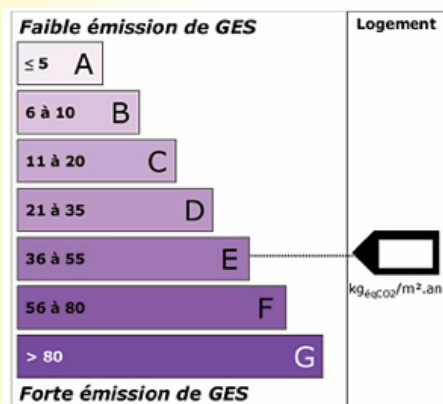 Faible émission de GES
Logement
≤ 5 A
6 à 10 B
11 à 20 C
21 à 35 D
36 à 55 E
kgéqCO2/m².an
56 à 80 F
> 80 G
Forte émission de GES